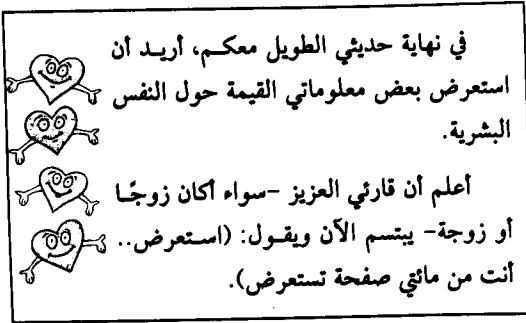 في نهاية حديثي الطويل معكم، أريد أن
استعرض بعض معلوماتي القيمة حول النفس
البشرية.
أعلم أن قارئي العزيز -سواء أكان زوجًا
أو زوجة- يبتسم الآن ويقول: (استعرض..
أنت من مائتي صفحة تستعرض).